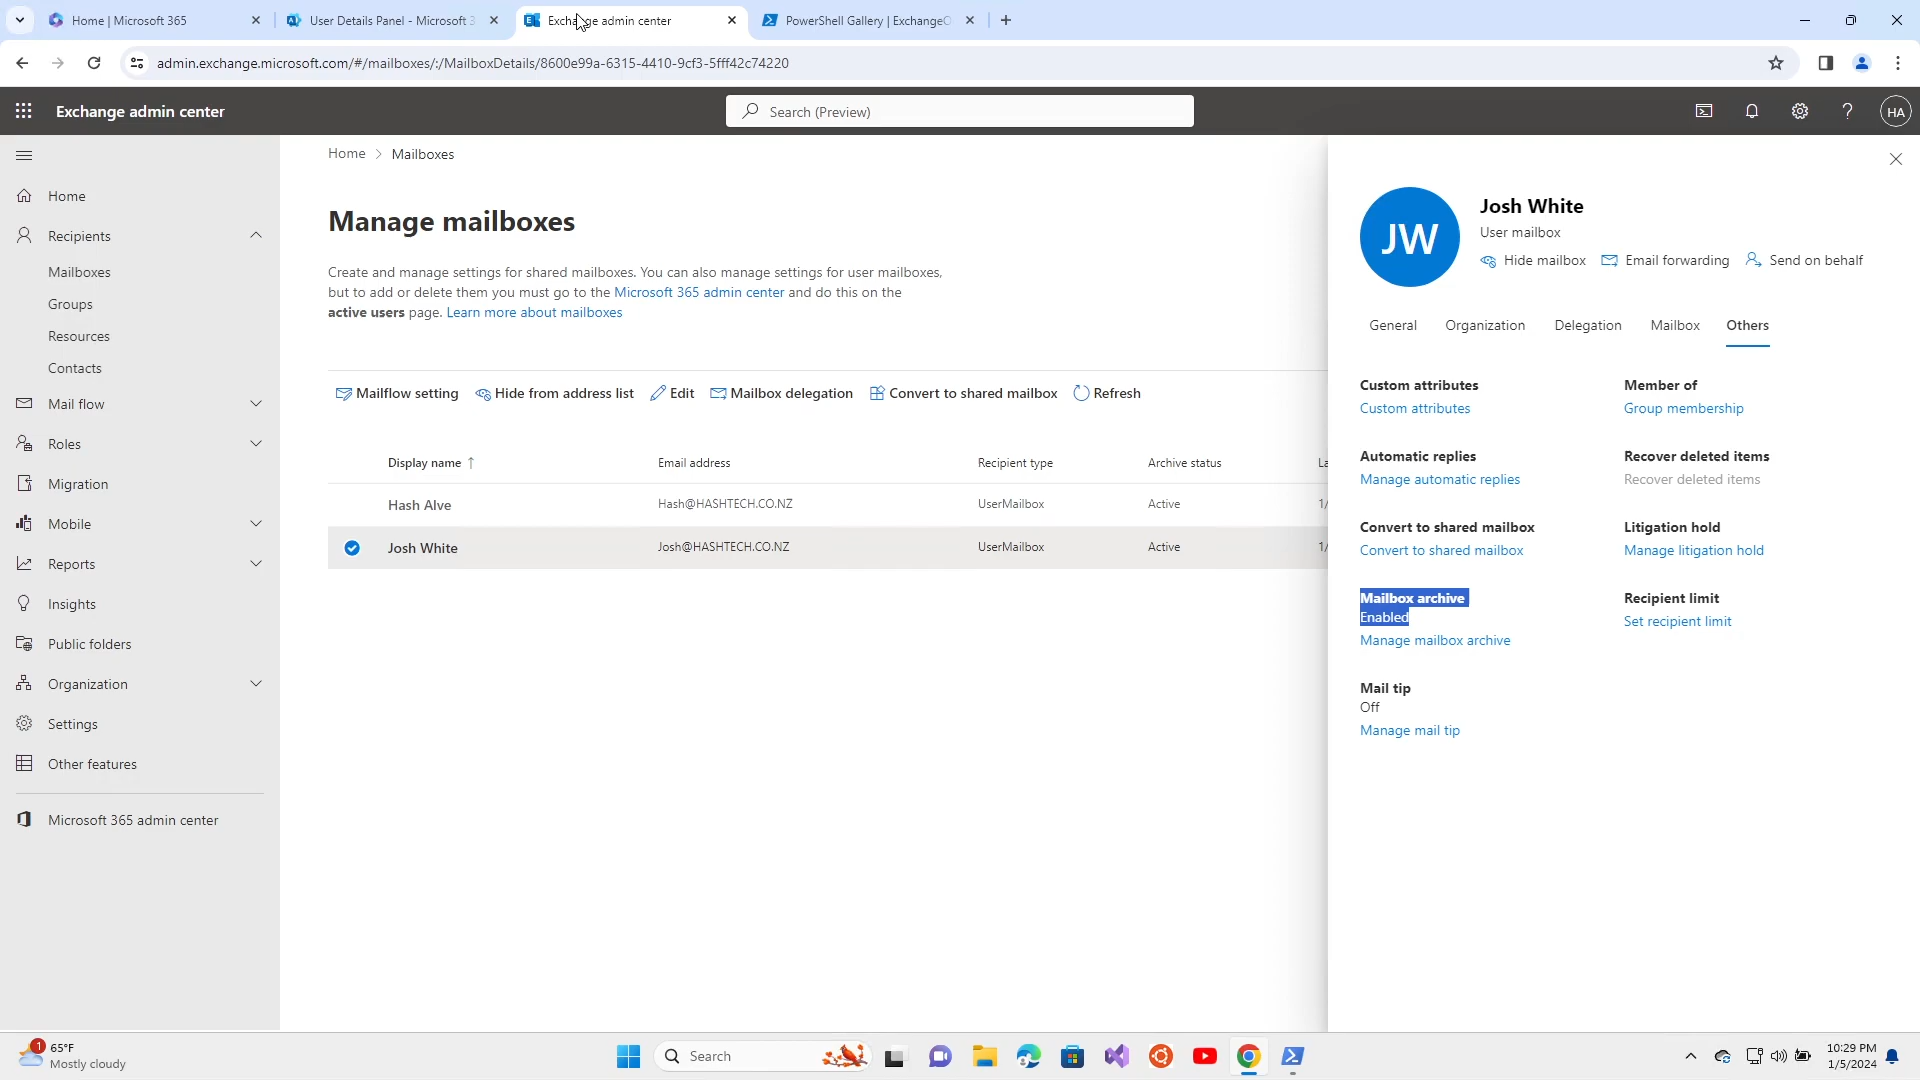 Home | Microsoft 365
User Details Panel - Microsoft 3
Exchange admin center
PowerShell Gallery | ExchangeO
admin.exchange.microsoft.com/#/mailboxes/:/MailboxDetails/8600e99a-6315-4410-9cf3-5fff42c74220
Exchange admin center
Search (Preview)
HA
Home
Recipients
Mailboxes
Groups
Resources
Contacts
Mail flow
Roles
Migration
Mobile
Reports
Insights
Public folders
Organization
Settings
Other features
Microsoft 365 admin center
Home > Mailboxes
Manage mailboxes
Create and manage settings for shared mailboxes. You can also manage settings for user mailboxes,
but to add or delete them you must go to the Microsoft 365 admin center and do this on the
active users page. Learn more about mailboxes
Mailflow setting Hide from address list Edit Mailbox delegation Convert to shared mailbox Refresh
Display name ↑ Email address Recipient type Archive status La
Hash Alve Hash@HASHTECH.CO.NZ UserMailbox Active 1/
Josh White Josh@HASHTECH.CO.NZ UserMailbox Active 1/
JW
Josh White
User mailbox
Hide mailbox Email forwarding Send on behalf
General Organization Delegation Mailbox Others
Custom attributes
Custom attributes
Member of
Group membership
Automatic replies
Manage automatic replies
Recover deleted items
Recover deleted items
Convert to shared mailbox
Convert to shared mailbox
Litigation hold
Manage litigation hold
Mailbox archive
Enabled
Manage mailbox archive
Recipient limit
Set recipient limit
Mail tip
Off
Manage mail tip
1
65°F
Mostly cloudy
Search
10:29 PM
1/5/2024